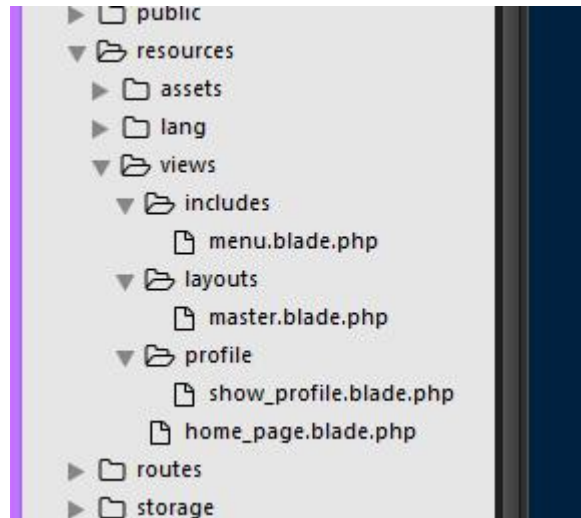 public
resources
assets
lang
views
includes
menu.blade.php
layouts
master.blade.php
profile
show_profile.blade.php
home_page.blade.php
routes
storage